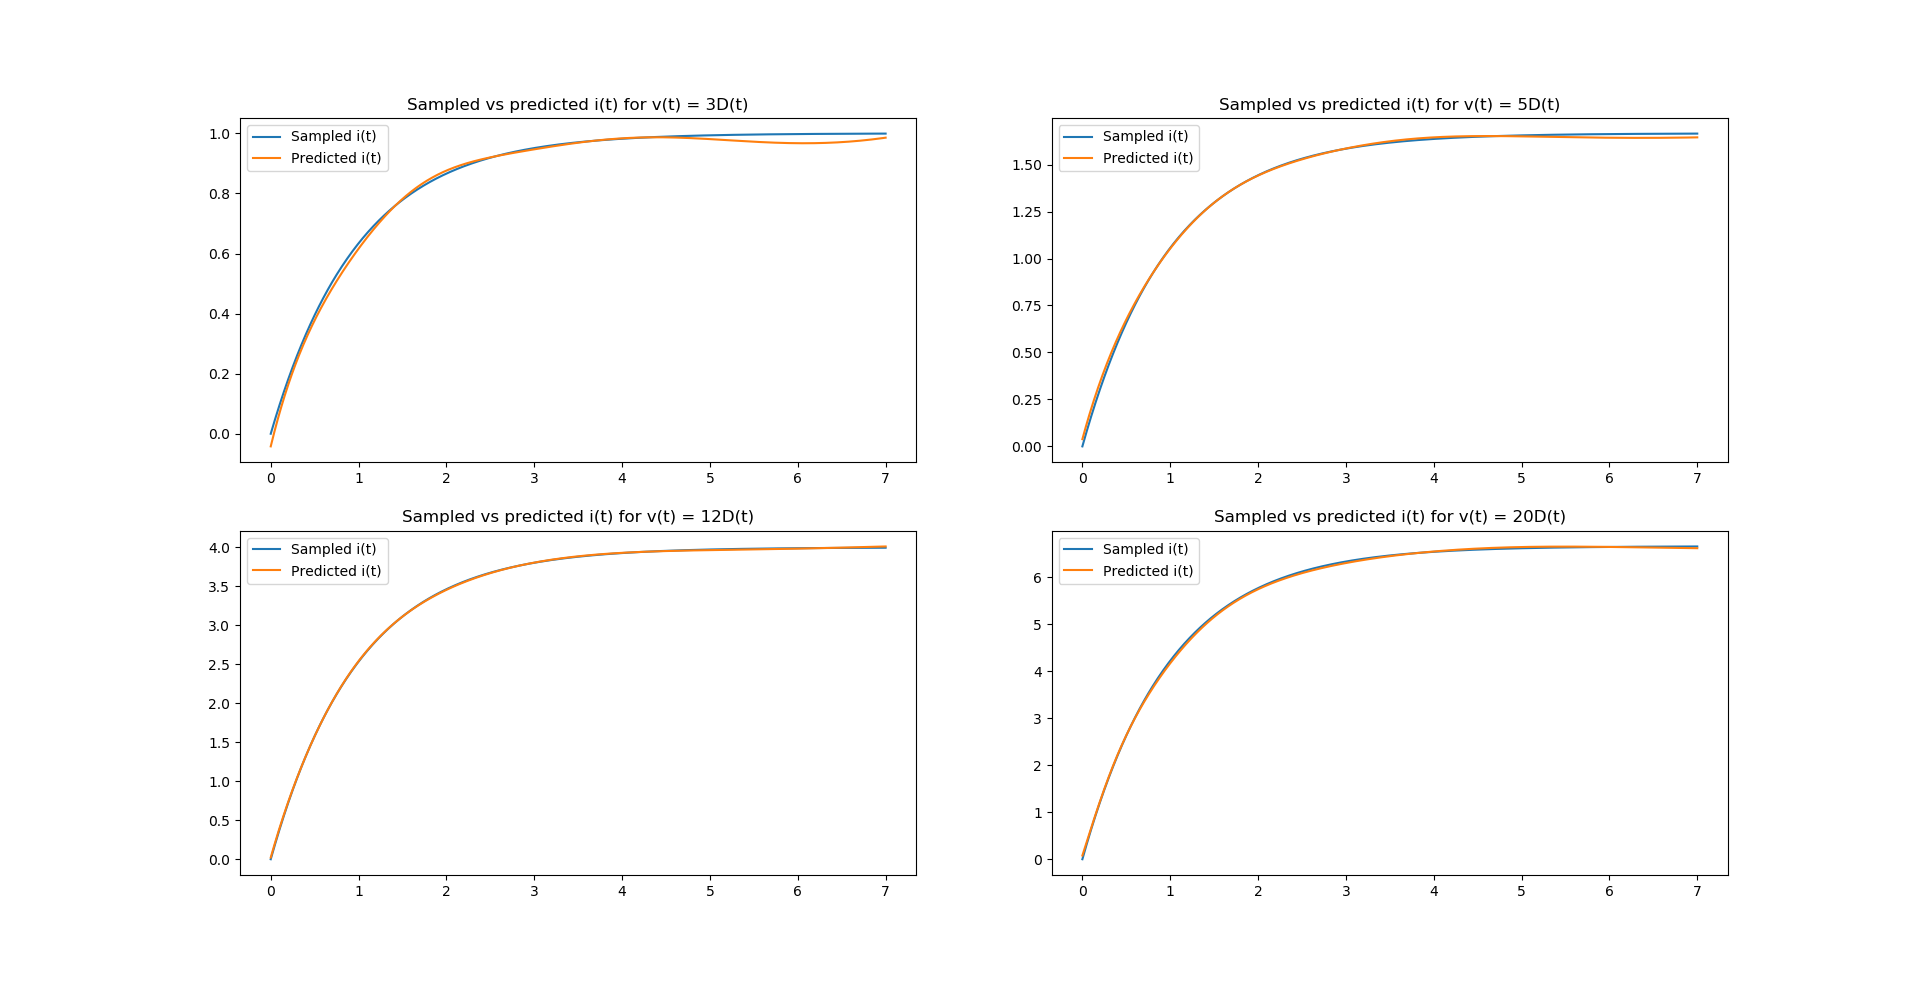 Sampled vs predicted i(t) for v(t) = 3D(t)
Sampled i(t)
Predicted i(t)
1.0
0.8
0.6
0.4
0.2
0.0
0 1 2 3 4 5 6 7
Sampled vs predicted i(t) for v(t) = 5D(t)
Sampled i(t)
Predicted i(t)
1.50
1.25
1.00
0.75
0.50
0.25
0.00
0 1 2 3 4 5 6 7
Sampled vs predicted i(t) for v(t) = 12D(t)
Sampled i(t)
Predicted i(t)
4.0
3.5
3.0
2.5
2.0
1.5
1.0
0.5
0.0
0 1 2 3 4 5 6 7
Sampled vs predicted i(t) for v(t) = 20D(t)
Sampled i(t)
Predicted i(t)
6
5
4
3
2
1
0
0 1 2 3 4 5 6 7